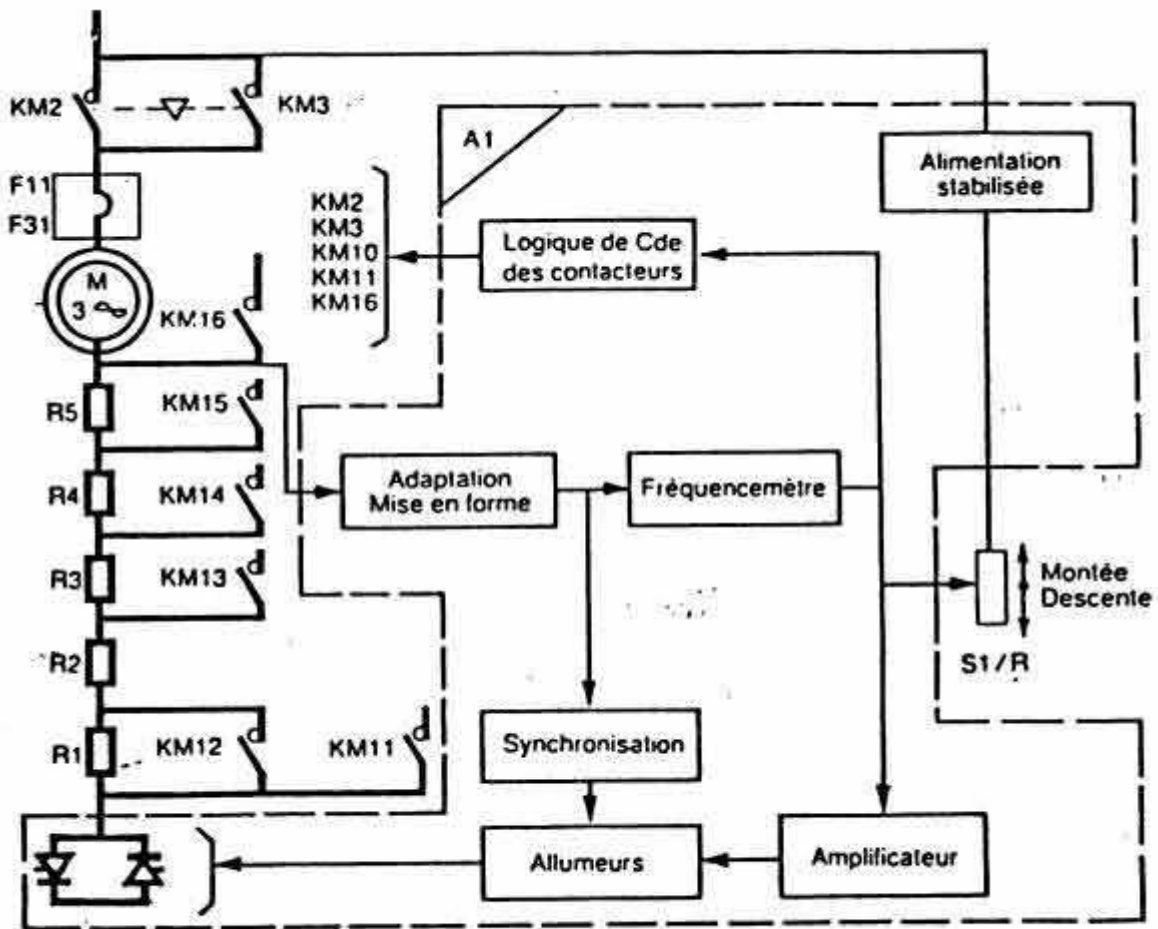 KM2
KM3
A1
Alimentation
stabilisée
F11
F31
KM2
KM3
KM10
KM11
KM16
Logique de Cde
des contacteurs
M
3
KM16
R5
KM15
R4
KM14
Adaptation
Mise en forme
Fréquencemètre
R3
KM13
Montée
Descente
S1/R
R2
R1
KM12
KM11
Synchronisation
Allumeurs
Amplificateur